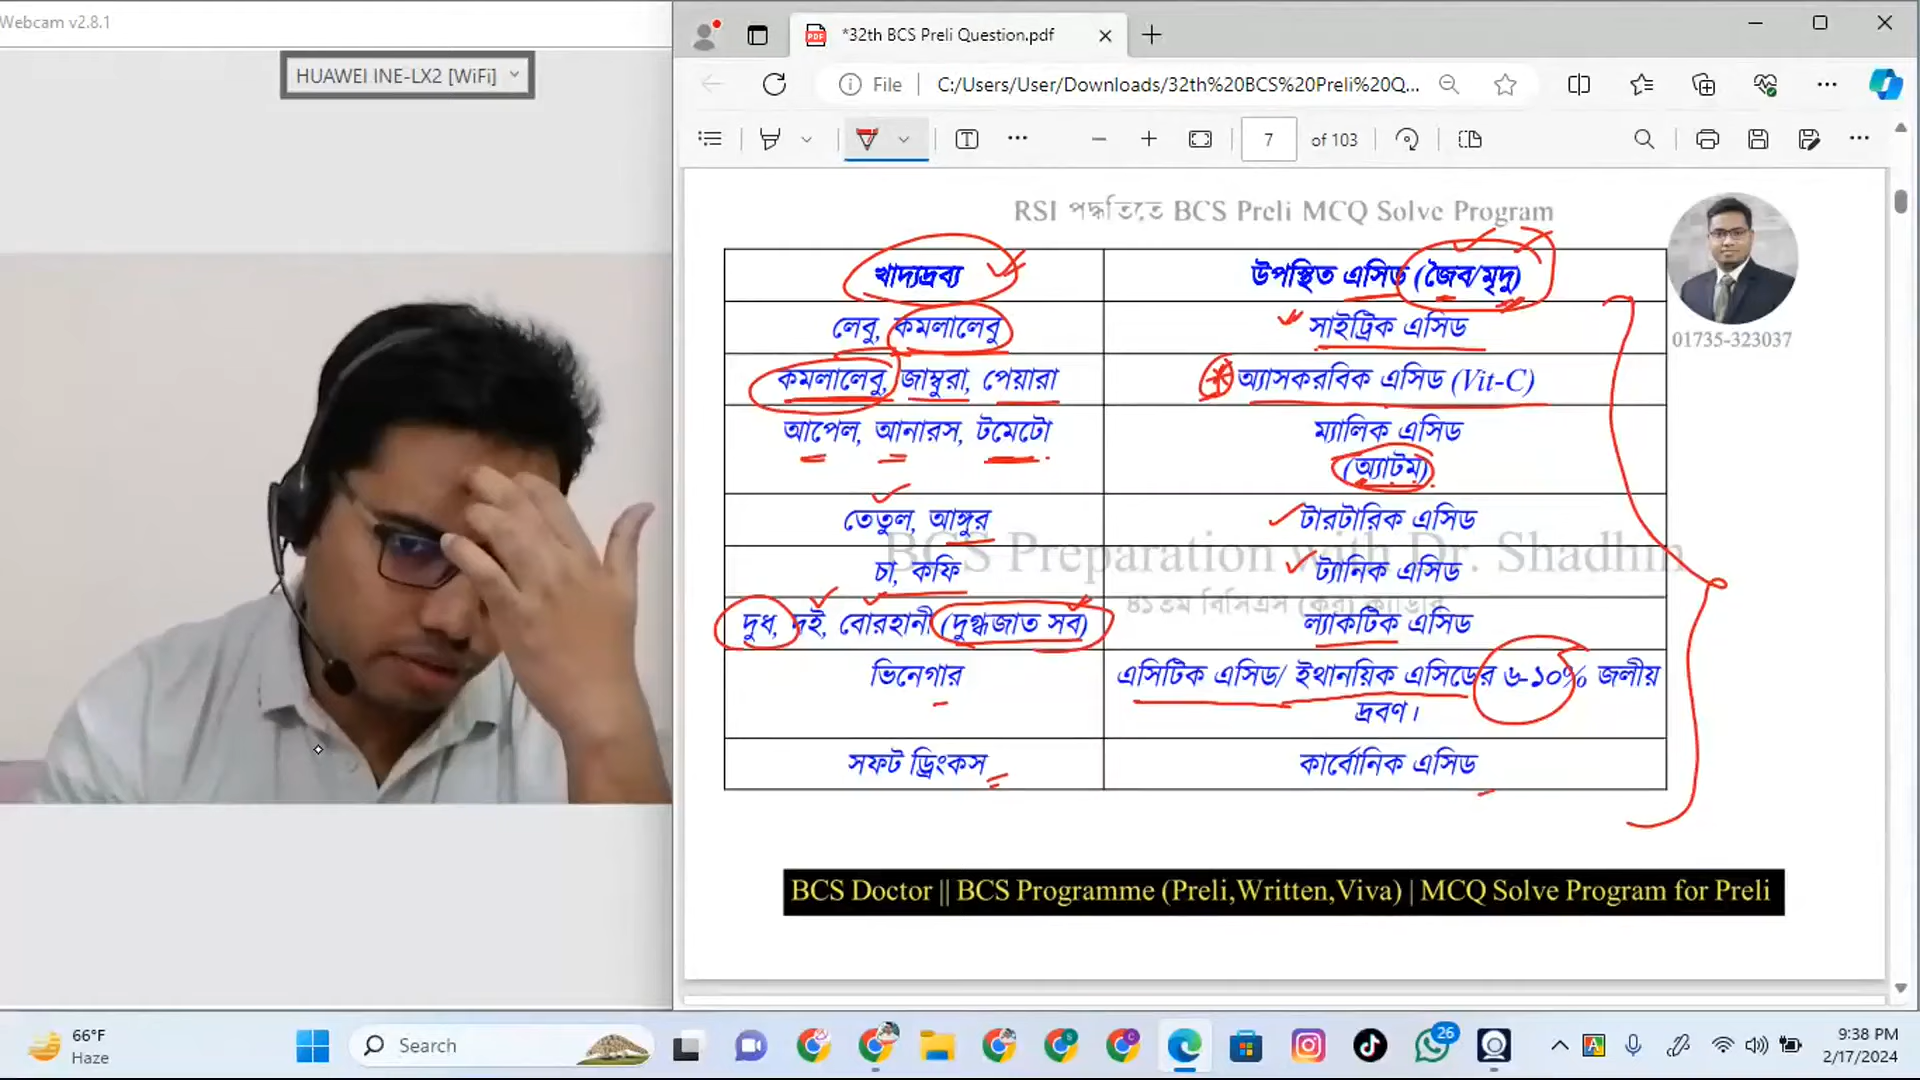 Webcam v2.8.1
HUAWEI INE-LX2 [WiFi]
*32th BCS Preli Question.pdf
File
C:/Users/User/Downloads/32th%20BCS%20Preli%20Q...
7 of 103
RSI পদ্ধতিতে BCS Preli MCQ Solve Program
01735-323037
খাদ্যদ্রব্য উপস্থিত এসিড (জৈব/মৃদু)
লেবু, কমলালেবু সাইট্রিক এসিড
কমলালেবু, জাম্বুরা, পেয়ারা অ্যাসকরবিক এসিড (Vit-C)
আপেল, আনারস, টমেটো ম্যালিক এসিড
(অ্যাটম)
তেতুল, আঙ্গুর টারটারিক এসিড
BCS Preparation with Dr. Shadhin
চা, কফি ট্যানিক এসিড
৪১তম বিসিএস (কর) ক্যাডার
দুধ, দই, বোরহানী (দুগ্ধজাত সব) ল্যাকটিক এসিড
ভিনেগার এসিটিক এসিড/ ইথানয়িক এসিডের ৬-১০% জলীয়
দ্রবণ।
সফট ড্রিংকস কার্বোনিক এসিড
BCS Doctor || BCS Programme (Preli,Written,Viva) | MCQ Solve Program for Preli
66°F
Haze
Search
26
9:38 PM
2/17/2024